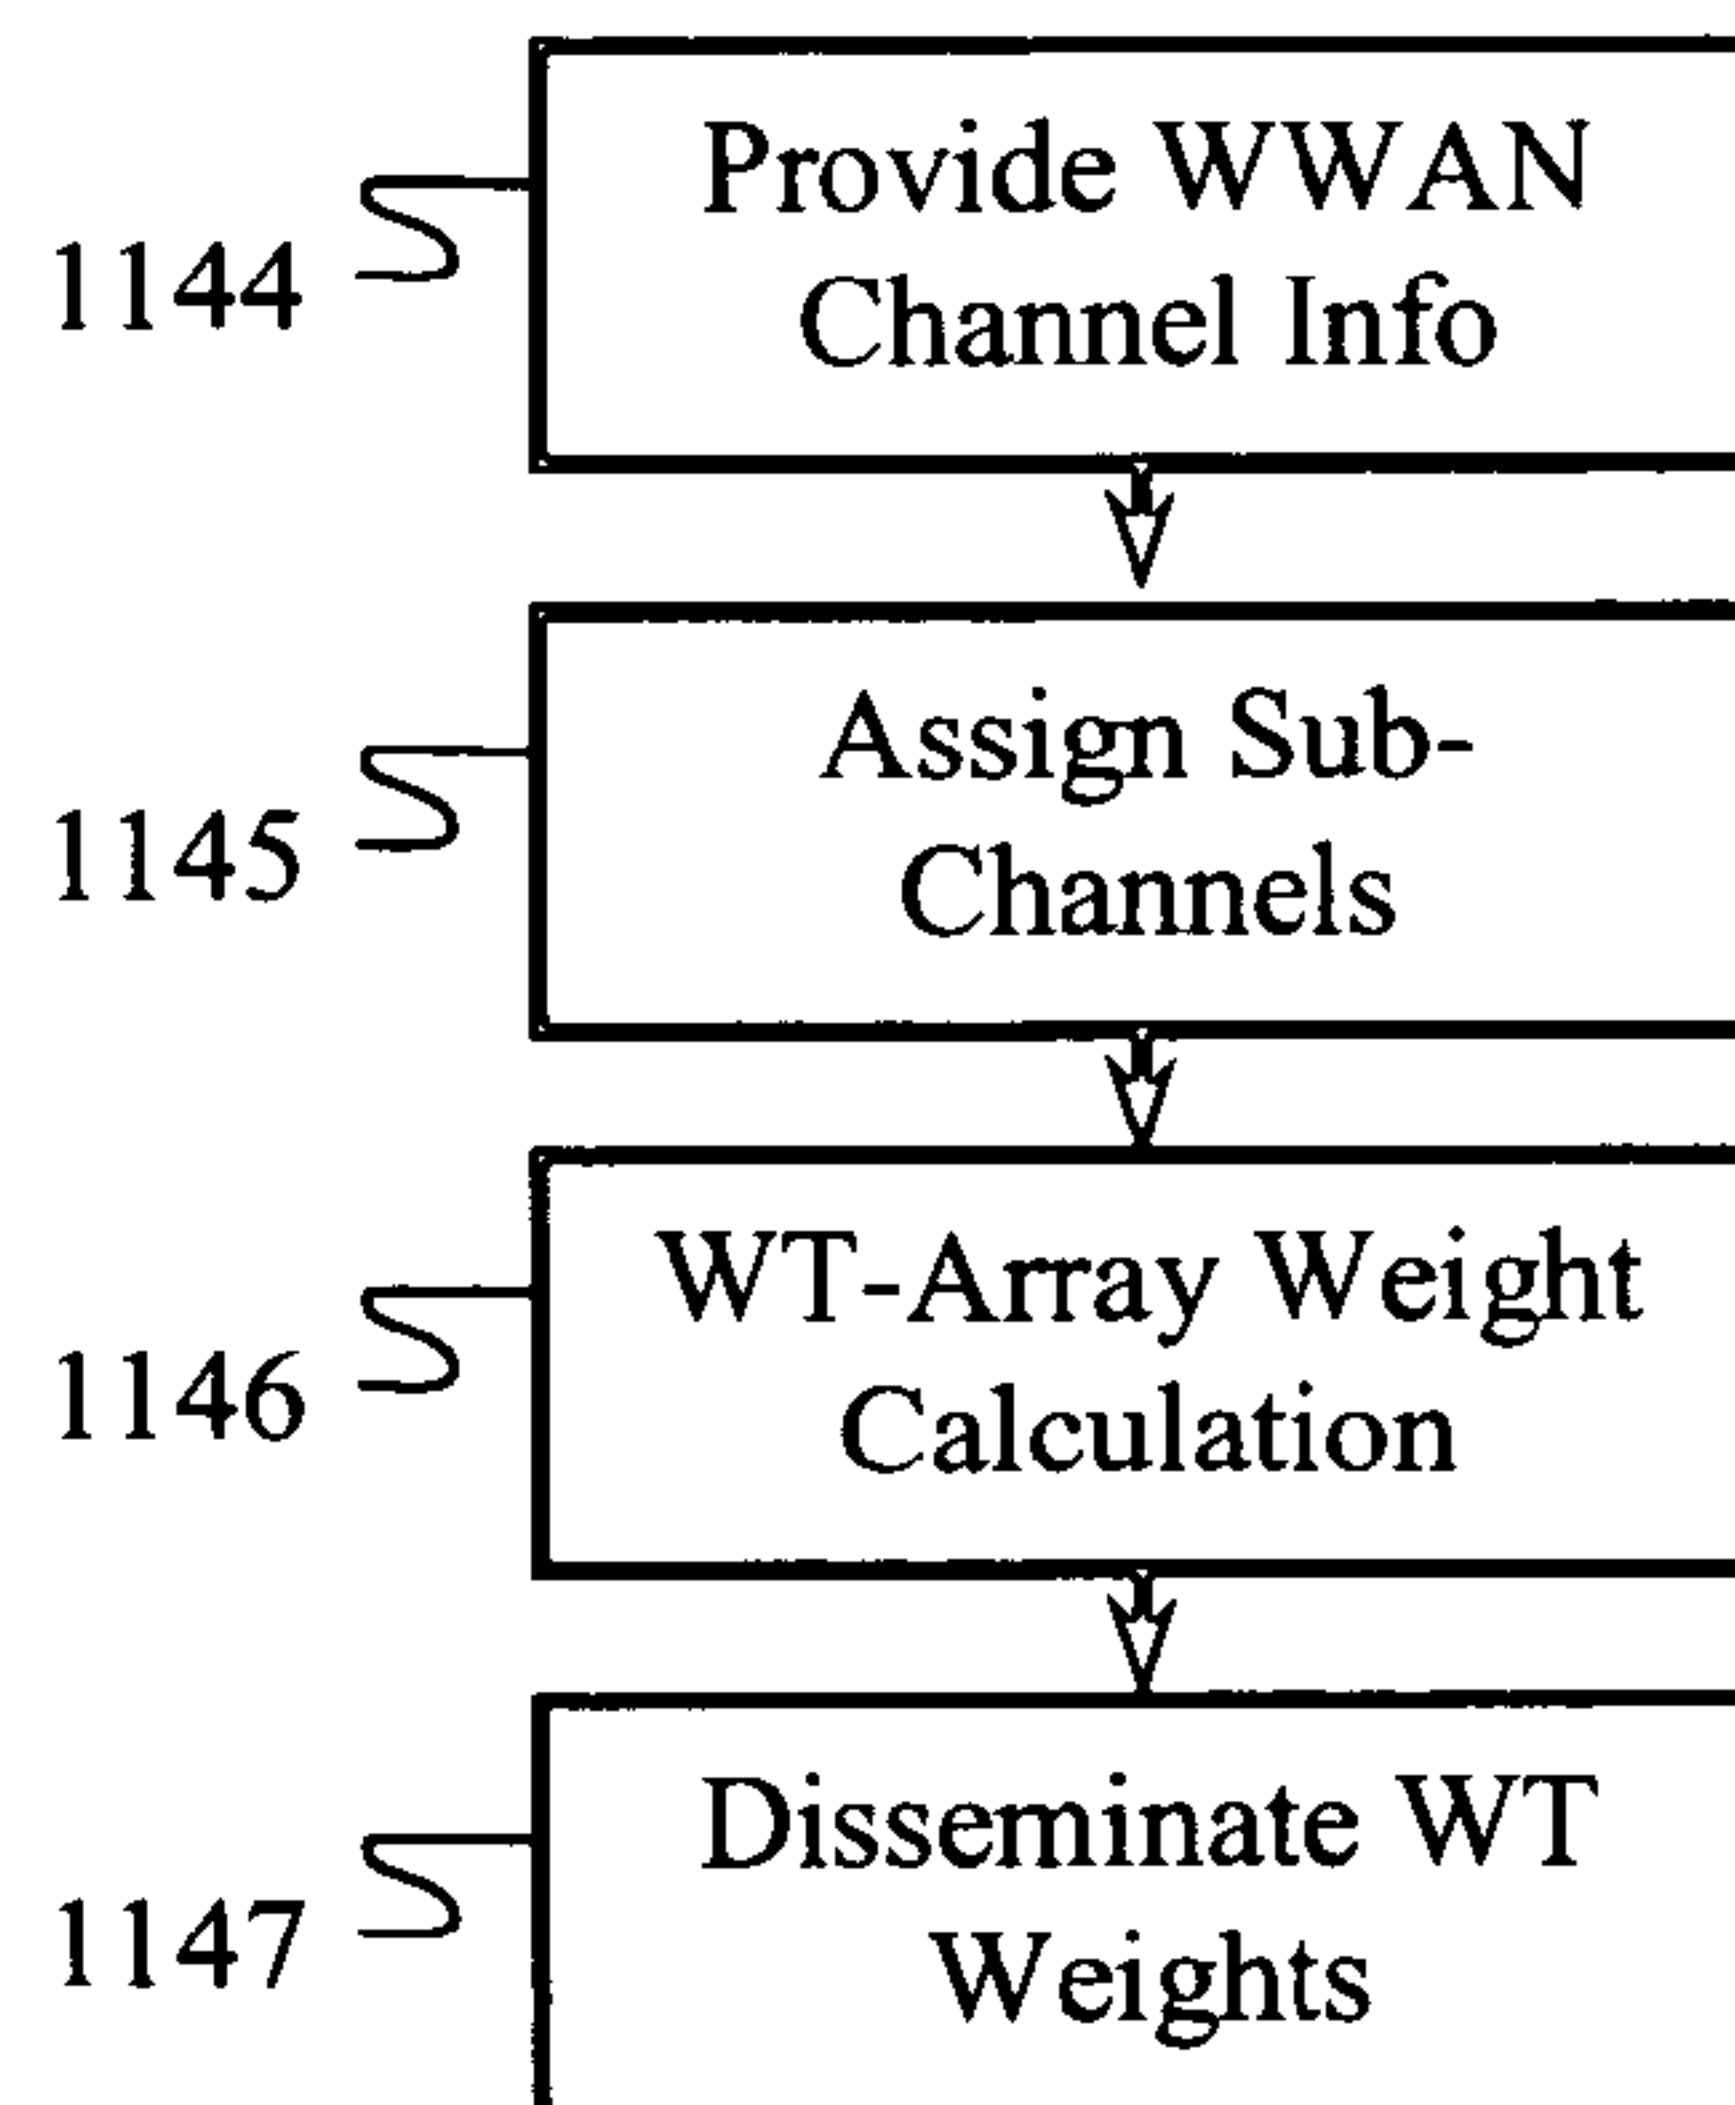 Provide WWAN
Channel Info
1144
Assign Sub-
Channels
1145
WT-Array Weight
Calculation
1146
Disseminate WT
Weights
1147